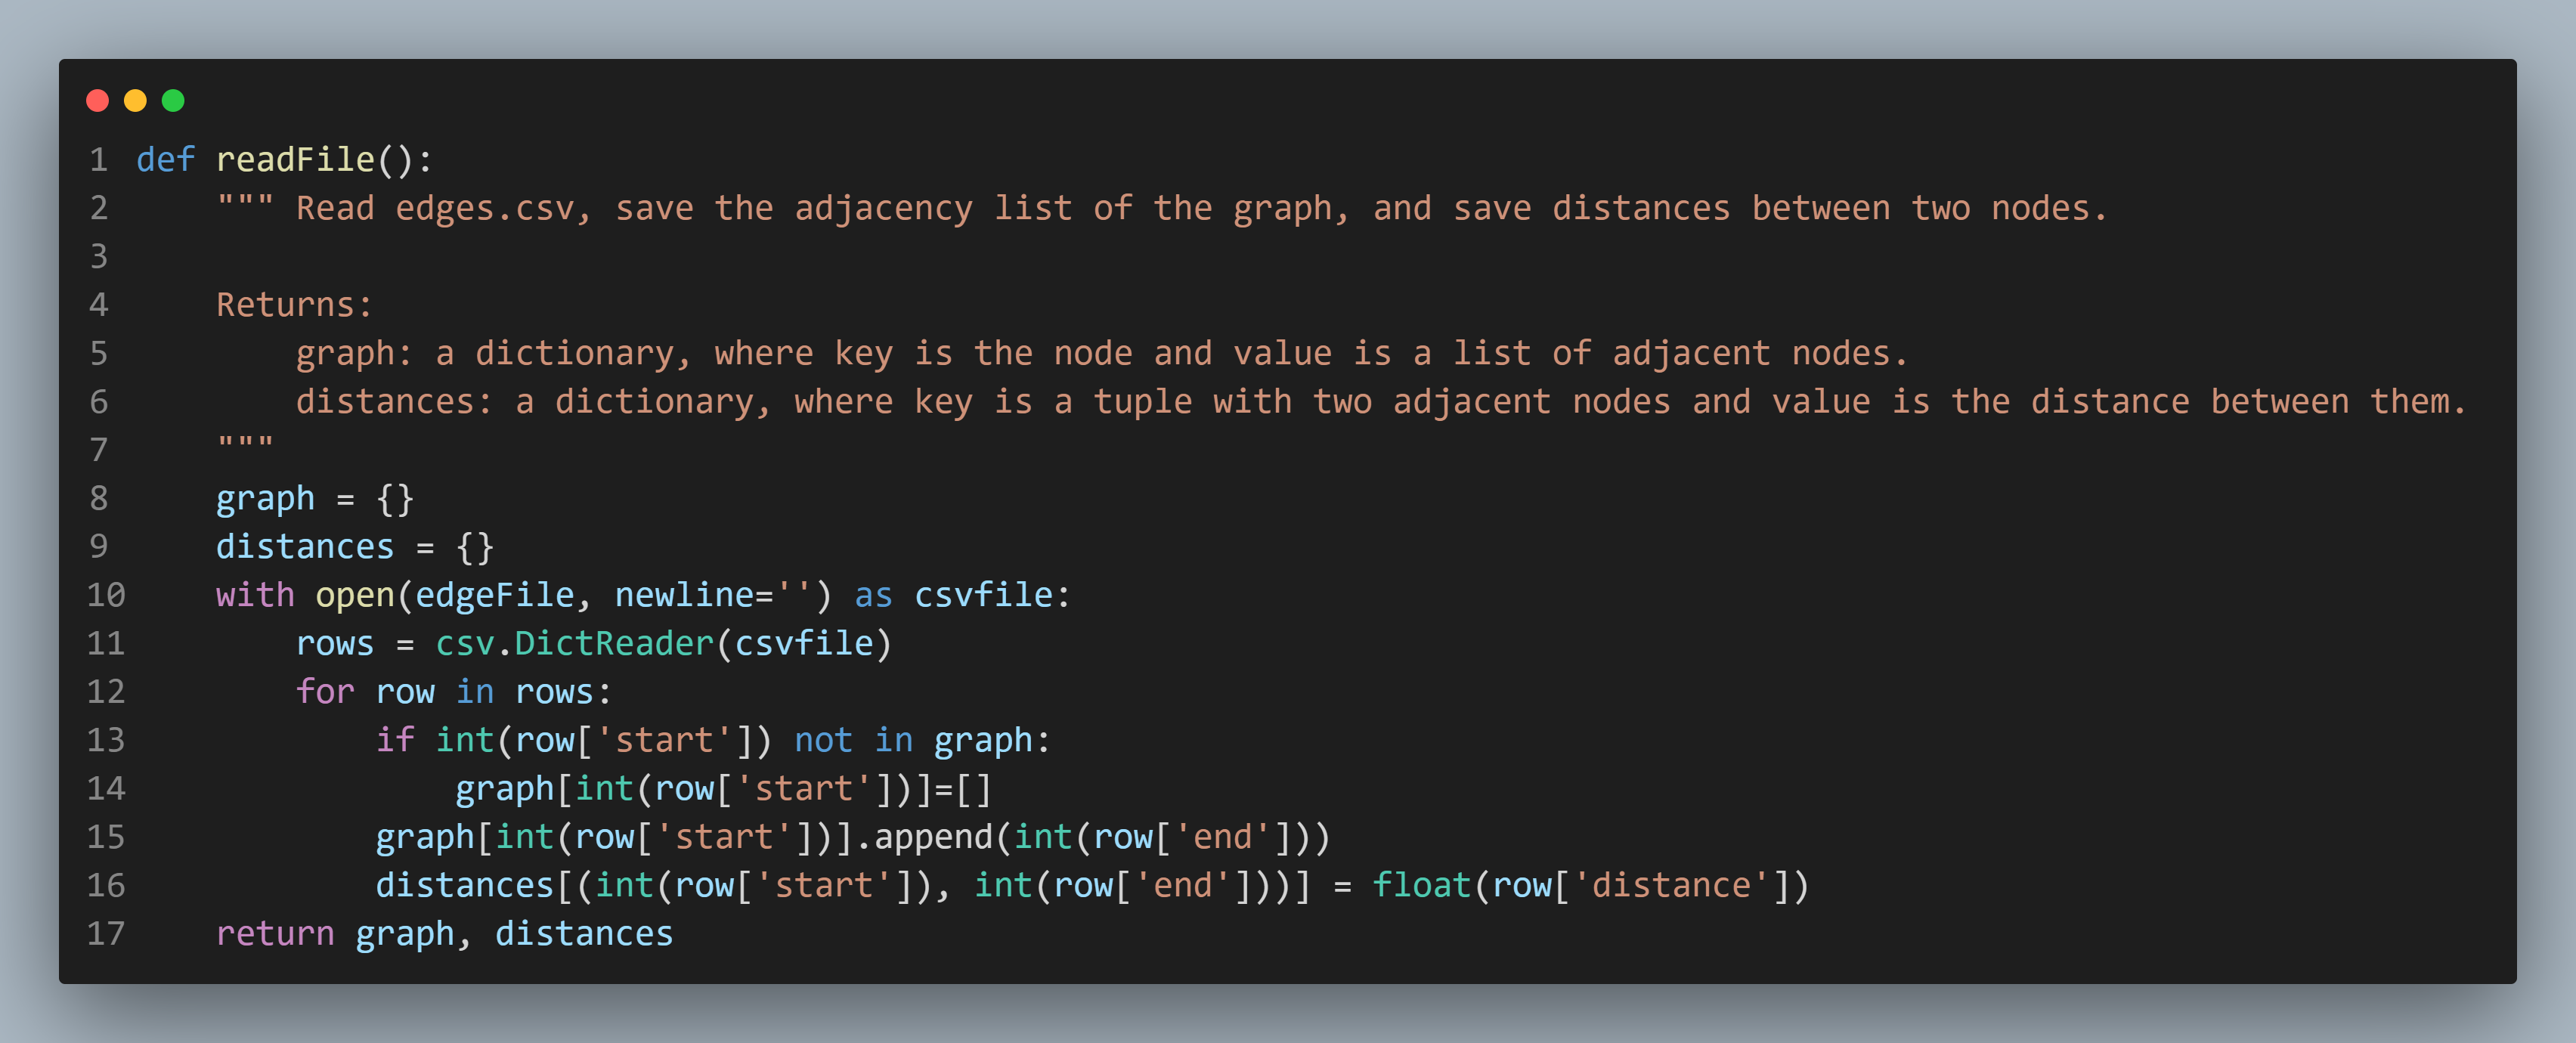 1 def readFile():
2     """ Read edges.csv, save the adjacency list of the graph, and save distances between two nodes.
3
4     Returns:
5         graph: a dictionary, where key is the node and value is a list of adjacent nodes.
6         distances: a dictionary, where key is a tuple with two adjacent nodes and value is the distance between them.
7     """
8     graph = {}
9     distances = {}
10     with open(edgeFile, newline='') as csvfile:
11         rows = csv.DictReader(csvfile)
12         for row in rows:
13             if int(row['start']) not in graph:
14                 graph[int(row['start'])]=[]
15             graph[int(row['start'])].append(int(row['end']))
16             distances[(int(row['start']), int(row['end']))] = float(row['distance'])
17     return graph, distances